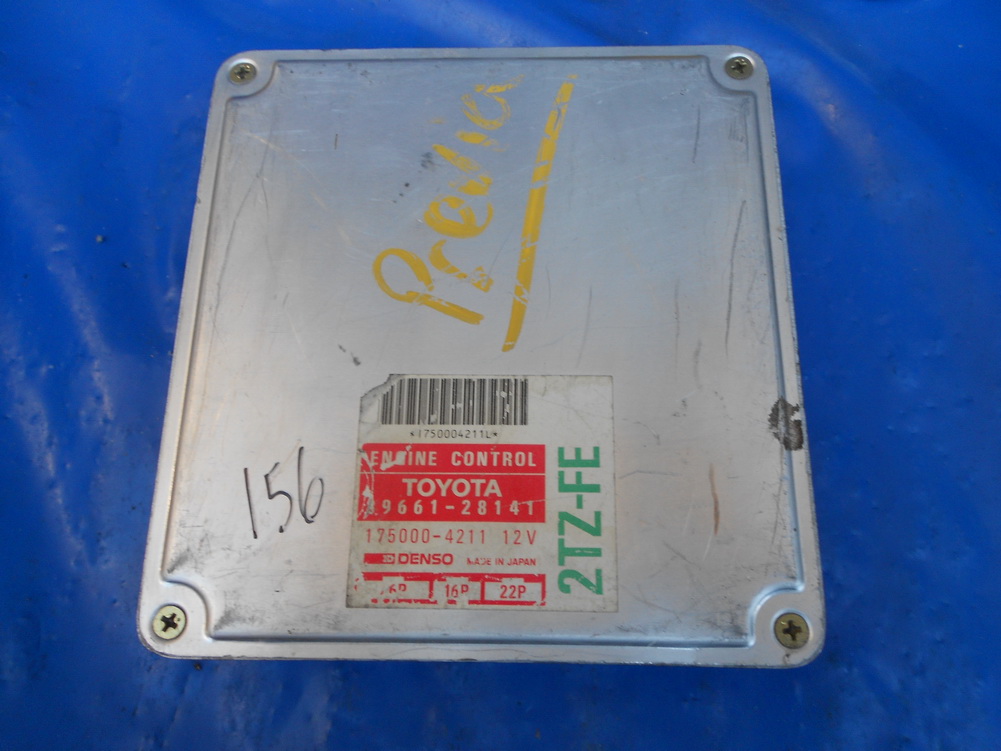 Previa
*1750004211L*
ENGINE CONTROL
TOYOTA
89661-28141
175000-4211 12V
DENSO MADE IN JAPAN
26P 16P 22P
2TZ-FE
156